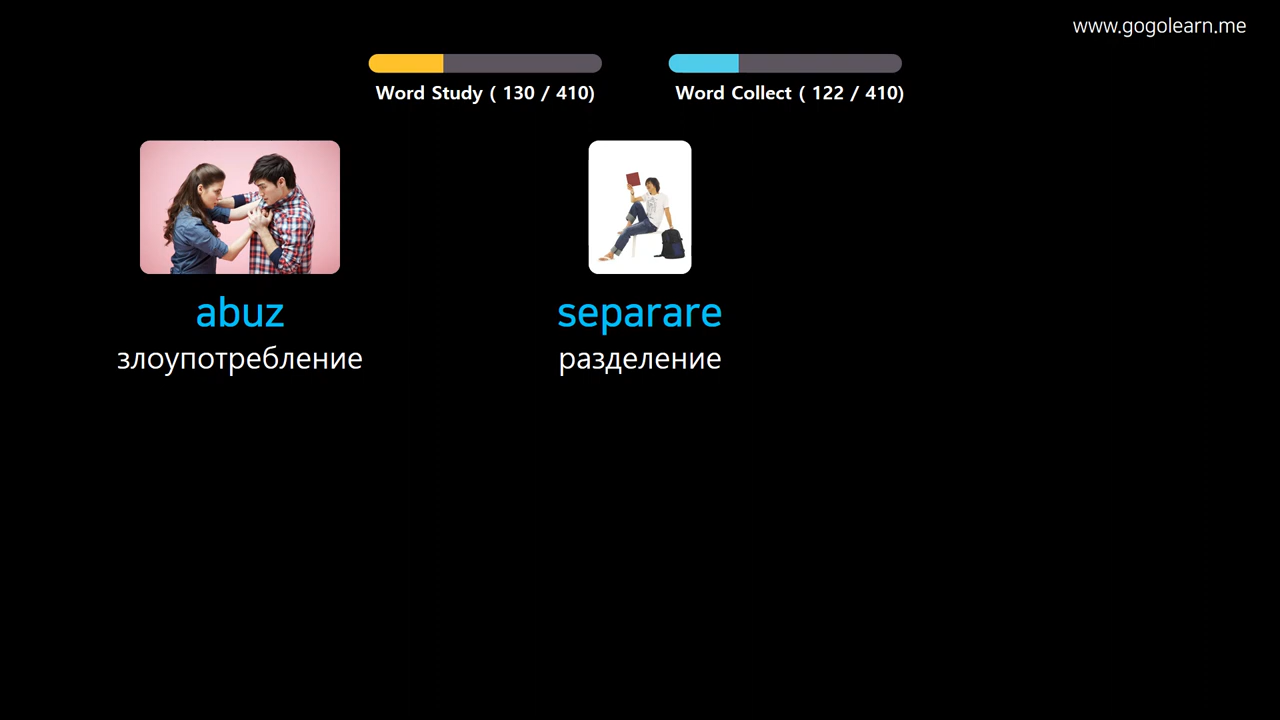 www.gogolearn.me
Word Study ( 130 / 410)
Word Collect ( 122 / 410)
abuz
злоупотребление
separare
разделение